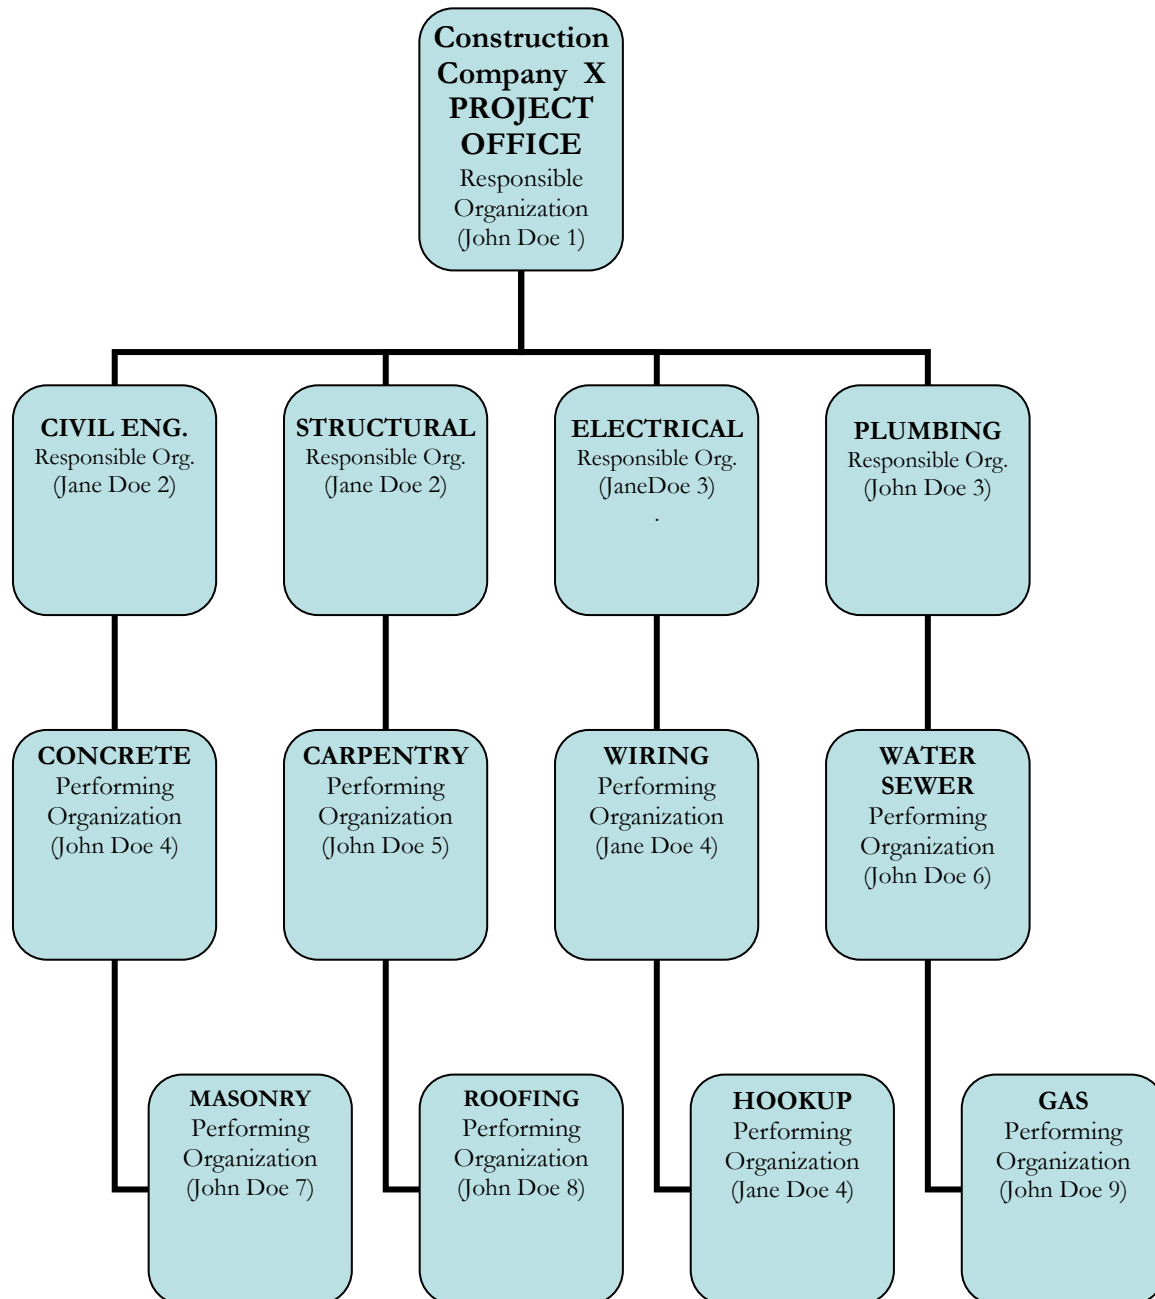 Construction
Company  X
PROJECT
OFFICE
Responsible
Organization
(John Doe 1)
CIVIL ENG.
Responsible Org.
(Jane Doe 2)
STRUCTURAL
Responsible Org.
(Jane Doe 2)
ELECTRICAL
Responsible Org.
(JaneDoe 3)
.
PLUMBING
Responsible Org.
(John Doe 3)
CONCRETE
Performing
Organization
(John Doe 4)
CARPENTRY
Performing
Organization
(John Doe 5)
WIRING
Performing
Organization
(Jane Doe 4)
WATER
SEWER
Performing
Organization
(John Doe 6)
MASONRY
Performing
Organization
(John Doe 7)
ROOFING
Performing
Organization
(John Doe 8)
HOOKUP
Performing
Organization
(Jane Doe 4)
GAS
Performing
Organization
(John Doe 9)